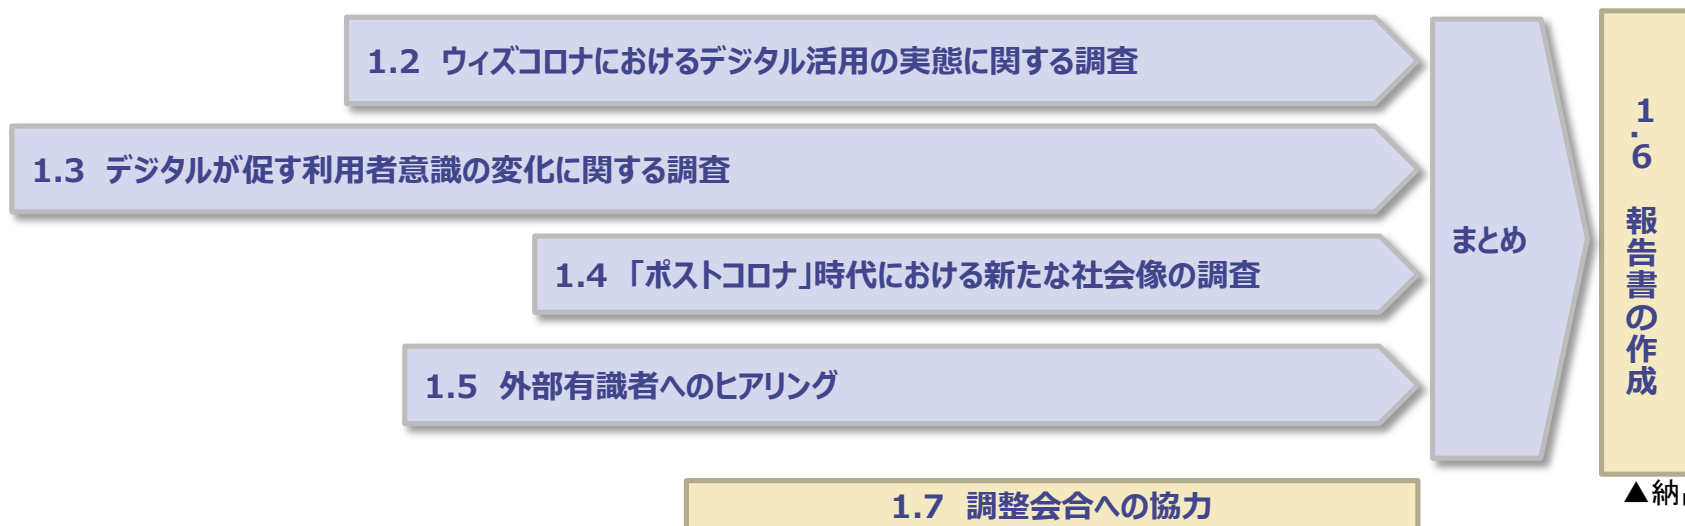 1.2 ウィズコロナにおけるデジタル活用の実態に関する調査
1.3 デジタルが促す利用者意識の変化に関する調査
1.4 「ポストコロナ」時代における新たな社会像の調査
1.5 外部有識者へのヒアリング
まとめ
1.6 報告書の作成
1.7 調整会合への協力
▲納